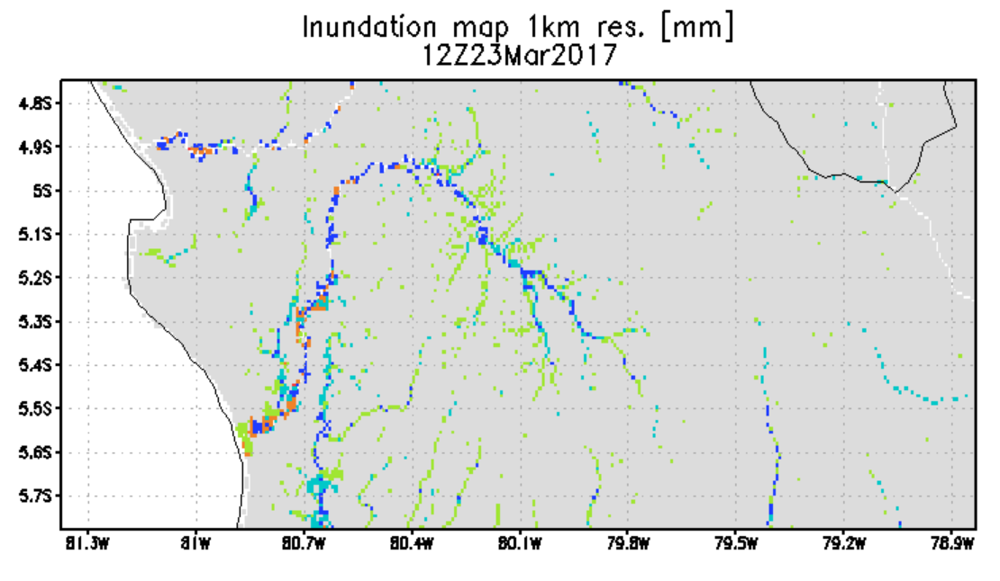 Inundation map 1km res. [mm]
12Z23Mar2017
4.8S
4.9S
5S
5.1S
5.2S
5.3S
5.4S
5.5S
5.6S
5.7S
81.3W 81W 80.7W 80.4W 80.1W 79.8W 79.5W 79.2W 78.9W